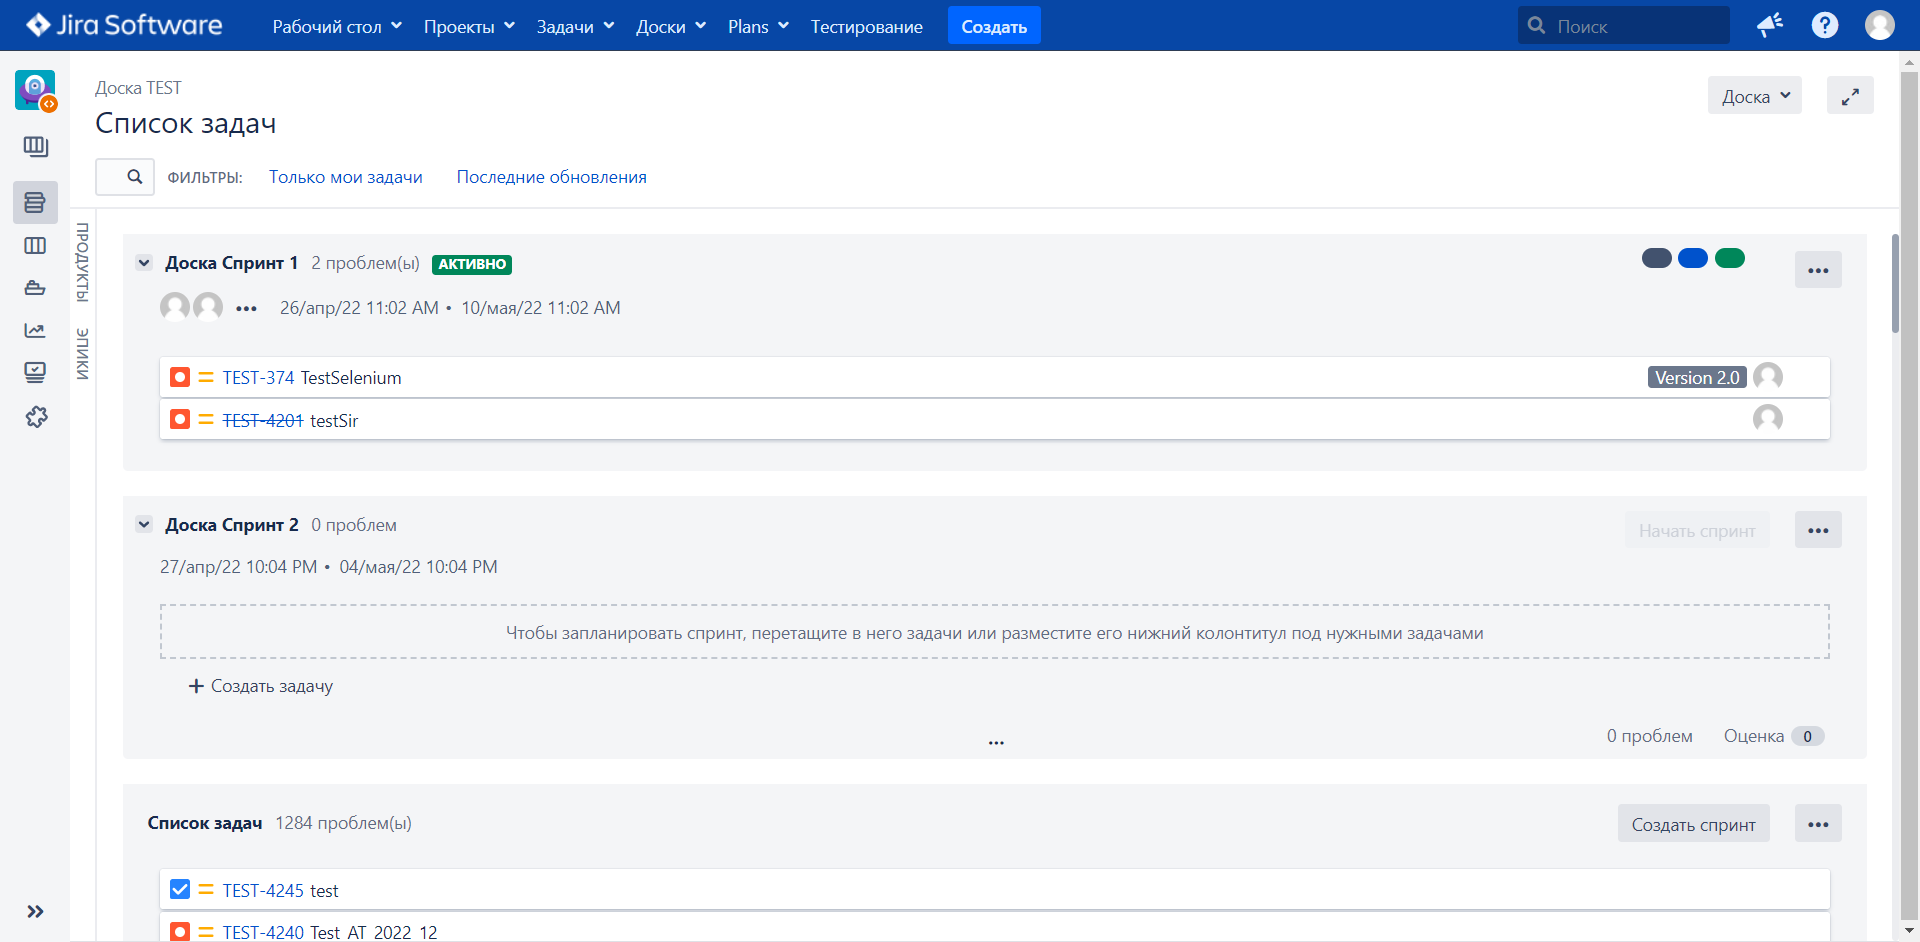 Jira Software Рабочий стол Проекты Задачи Доски Plans Тестирование Создать Поиск
Доска TEST
Доска
Список задач
ФИЛЬТРЫ: Только мои задачи Последние обновления
ПРОДУКТЫ
ЭПИКИ
Доска Спринт 1 2 проблем(ы) АКТИВНО
26/апр/22 11:02 AM • 10/мая/22 11:02 AM
TEST-374 TestSelenium Version 2.0
TEST-4201 testSir
Доска Спринт 2 0 проблем Начать спринт
27/апр/22 10:04 PM • 04/мая/22 10:04 PM
Чтобы запланировать спринт, перетащите в него задачи или разместите его нижний колонтитул под нужными задачами
Создать задачу
0 проблем Оценка 0
Список задач 1284 проблем(ы) Создать спринт
TEST-4245 test
TEST-4240 Test_AT_2022_12